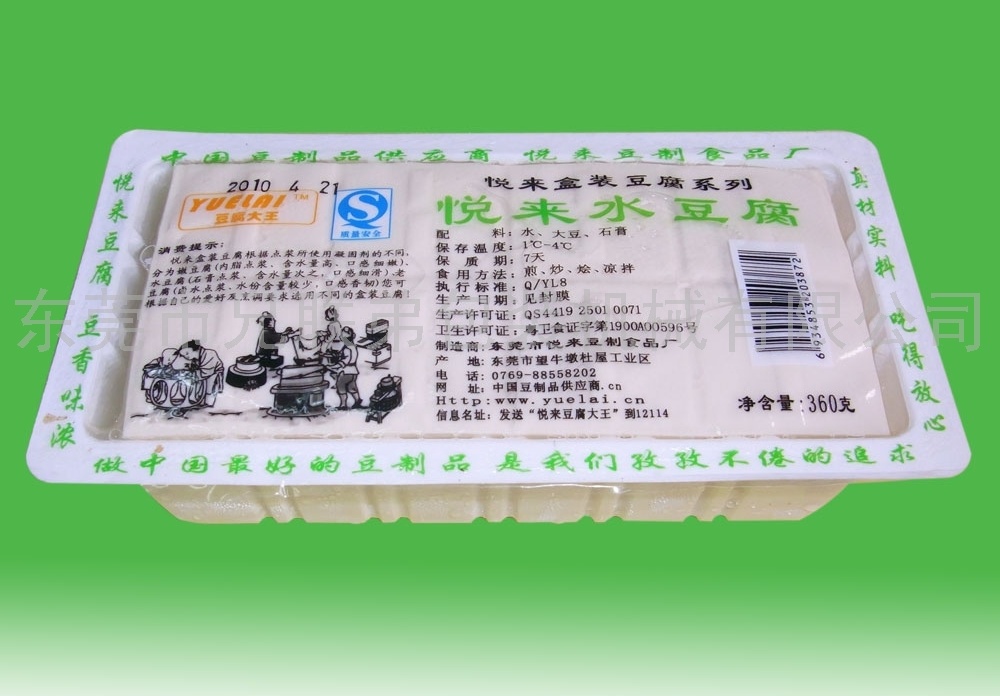 中国豆制品供应商 悦来豆制食品厂
悦来豆腐 豆香味浓
2010 4 21
YUELAI TM
豆腐大王
质量安全
消费提示：
悦来盒装豆腐根据点浆所使用凝固剂的不同,
分为嫩豆腐(内脂点浆、含水量高、口感细嫩)、
水豆腐(石膏点浆、含水量次之，口感细滑)、老
豆腐(卤水点浆、水份含量较少，口感香韧)您可
根据自己的爱好及烹调要求选用不同的盒装豆腐!
悦来盒装豆腐系列
悦来水豆腐
配 料：水、大豆、石膏
保存温度：1℃-4℃
保 质 期：7天
食用方法：煎、炒、烩、凉拌
执行标准：Q/YL8
生产日期：见封膜
生产许可证：QS4419 2501 0071
卫生许可证：粤卫食证字第1900A00596号
制造商：东莞市悦来豆制食品厂
产 地：东莞市望牛墩杜屋工业区
电 话：0769-88558202
网 址：中国豆制品供应商.cn
Http:www.yuelai.cn
信息名址：发送“悦来豆腐大王”到12114
6934853203872
净含量：360克
真材实料 吃得放心
做中国最好的豆制品 是我们孜孜不倦的追求